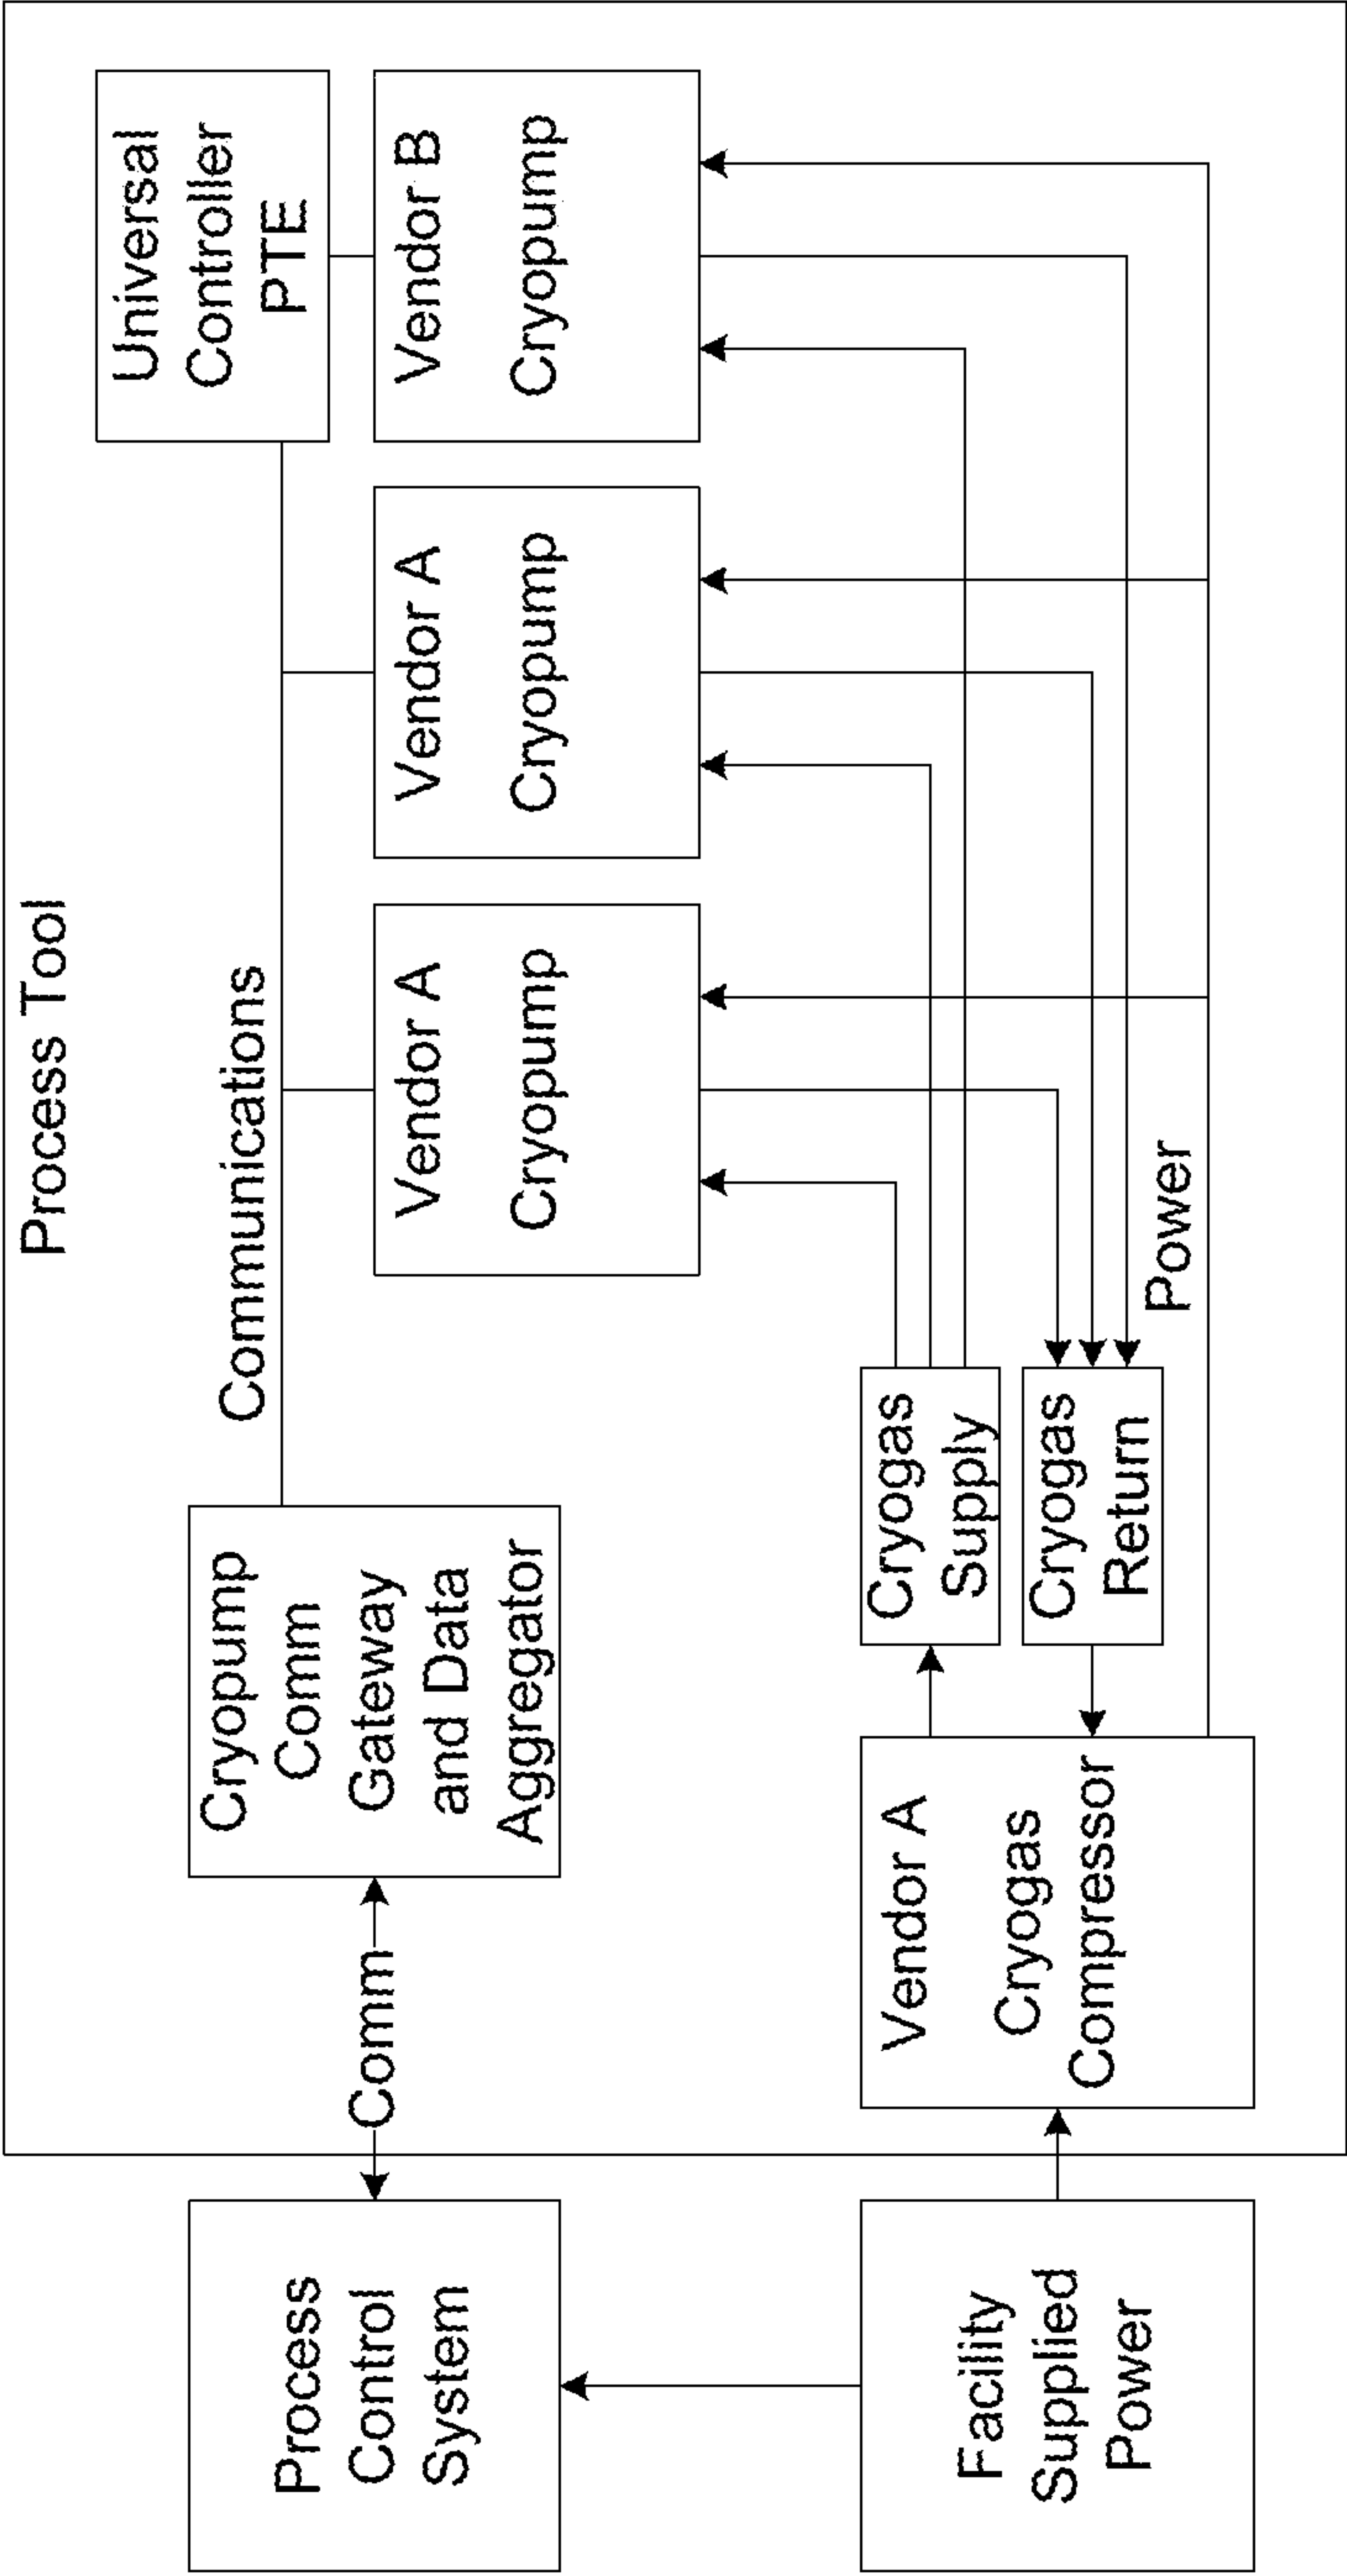 Process Tool
Communications
Universal
Controller
PTE
Process
Control
System
Comm
Cryopump
Comm
Gateway
and Data
Aggregator
Vendor A
Cryopump
Vendor A
Cryopump
Vendor B
Cryopump
Facility
Supplied
Power
Vendor A
Cryogas
Compressor
Cryogas
Supply
Cryogas
Return
Power